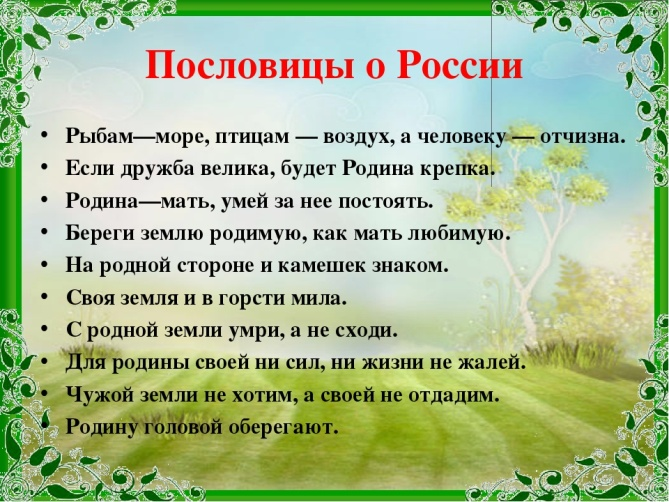 Пословицы о России
• Рыбам—море, птицам — воздух, а человеку — отчизна.
• Если дружба велика, будет Родина крепка.
• Родина—мать, умей за нее постоять.
• Береги землю родимую, как мать любимую.
• На родной стороне и камешек знаком.
• Своя земля и в горсти мила.
• С родной земли умри, а не сходи.
• Для родины своей ни сил, ни жизни не жалей.
• Чужой земли не хотим, а своей не отдадим.
• Родину головой оберегают.